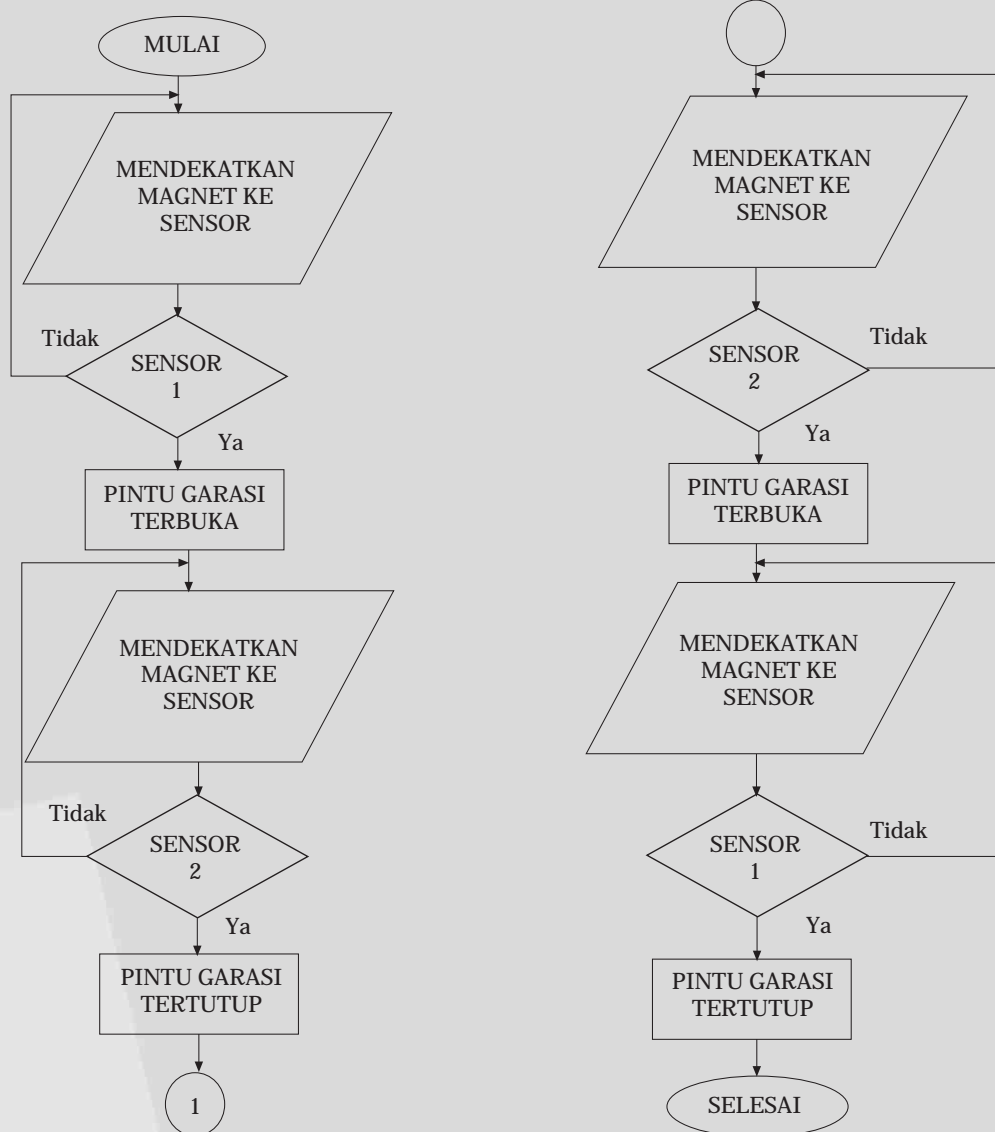 MULAI
MENDEKATKAN
MAGNET KE
SENSOR
Tidak
SENSOR
1
Ya
PINTU GARASI
TERBUKA
MENDEKATKAN
MAGNET KE
SENSOR
Tidak
SENSOR
2
Ya
PINTU GARASI
TERTUTUP
1
MENDEKATKAN
MAGNET KE
SENSOR
Tidak
SENSOR
2
Ya
PINTU GARASI
TERBUKA
MENDEKATKAN
MAGNET KE
SENSOR
Tidak
SENSOR
1
Ya
PINTU GARASI
TERTUTUP
SELESAI